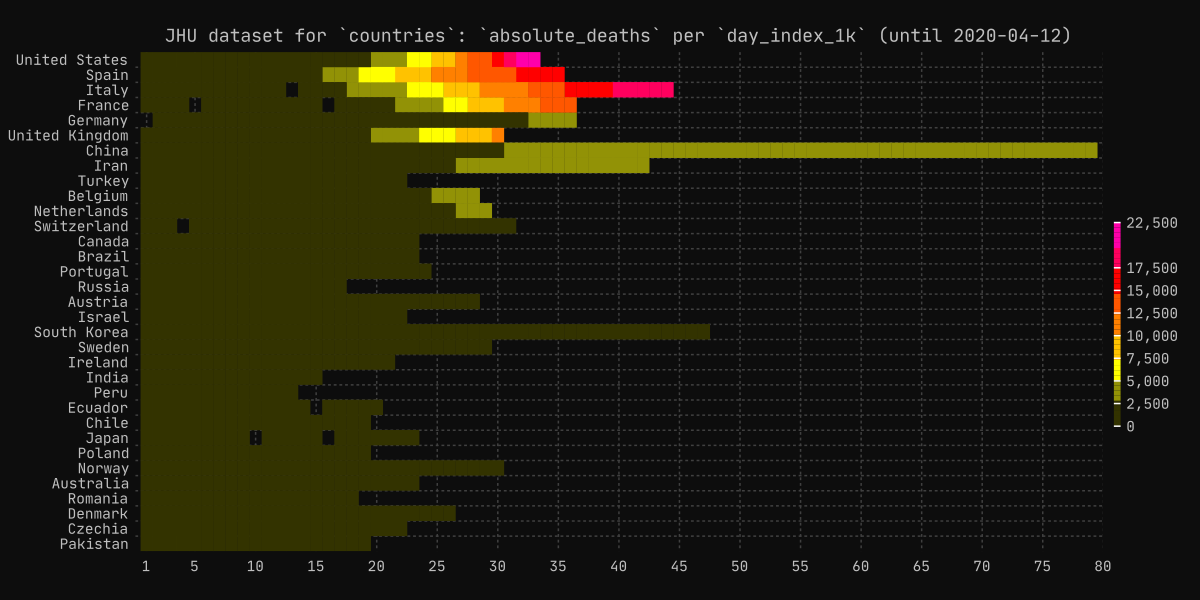 JHU dataset for `countries`: `absolute_deaths` per `day_index_1k` (until 2020-04-12)
United States
Spain
Italy
France
Germany
United Kingdom
China
Iran
Turkey
Belgium
Netherlands
Switzerland
Canada
Brazil
Portugal
Russia
Austria
Israel
South Korea
Sweden
Ireland
India
Peru
Ecuador
Chile
Japan
Poland
Norway
Australia
Romania
Denmark
Czechia
Pakistan
1 5 10 15 20 25 30 35 40 45 50 55 60 65 70 75 80
22,500
17,500
15,000
12,500
10,000
7,500
5,000
2,500
0